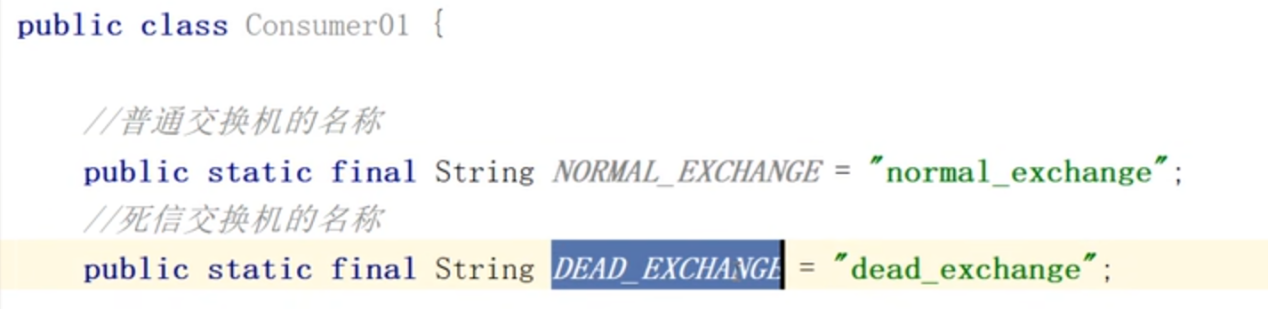 public class Consumer01 {
//普通交换机的名称
public static final String NORMAL_EXCHANGE = "normal_exchange";
//死信交换机的名称
public static final String DEAD_EXCHANGE = "dead_exchange";